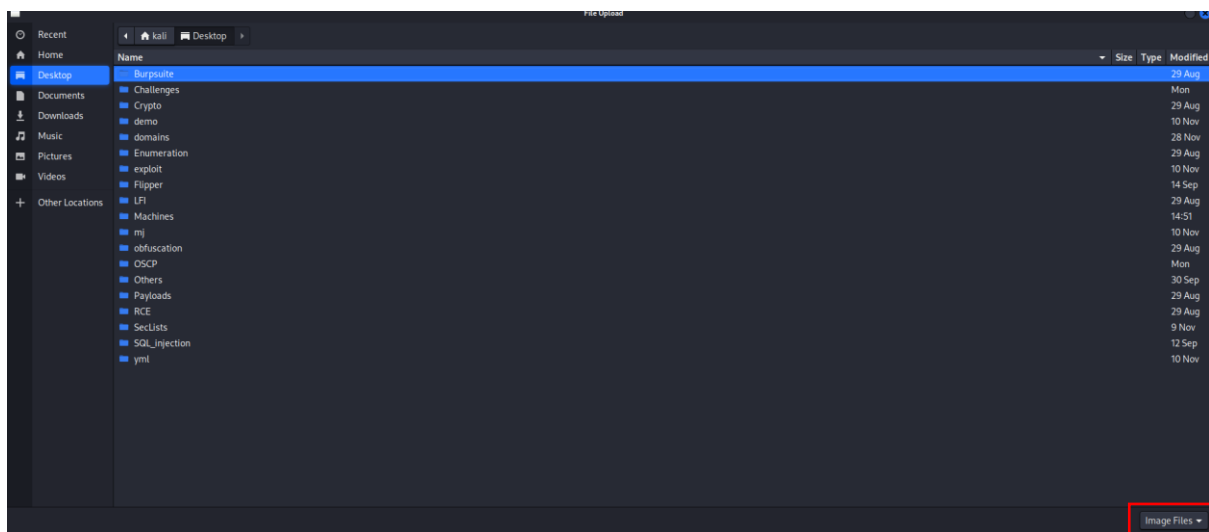 File Upload
Recent
Home
Desktop
Documents
Downloads
Music
Pictures
Videos
Other Locations
kali Desktop
Name Size Type Modified
Burpsuite 29 Aug
Challenges Mon
Crypto 29 Aug
demo 10 Nov
domains 28 Nov
Enumeration 29 Aug
exploit 10 Nov
Flipper 14 Sep
LFI 29 Aug
Machines 14:51
mj 10 Nov
obfuscation 29 Aug
OSCP Mon
Others 30 Sep
Payloads 29 Aug
RCE 29 Aug
SecLists 9 Nov
SQL_injection 12 Sep
yml 10 Nov
Image Files